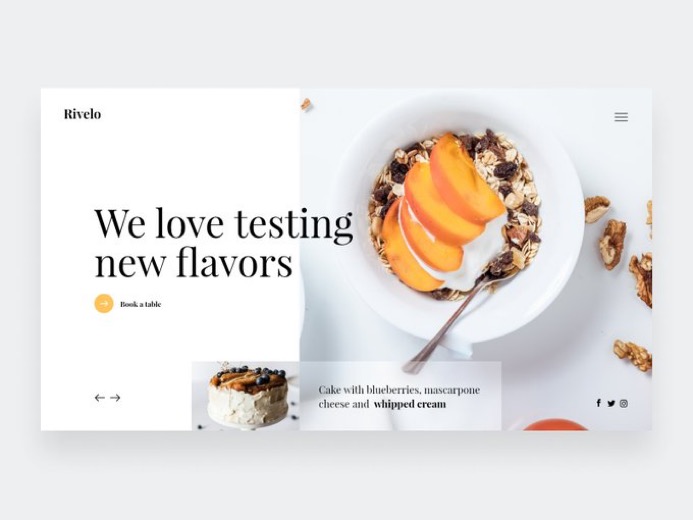 Rivelo
We love testing
new flavors
Book a table
Cake with blueberries, mascarpone
cheese and whipped cream